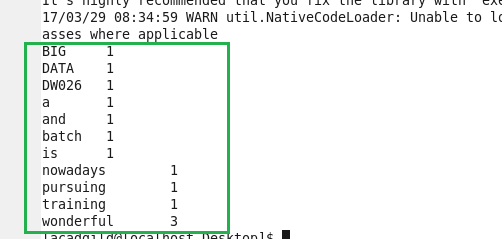 It's highly recommended that you fix the library with 'exe
17/03/29 08:34:59 WARN util.NativeCodeLoader: Unable to lo
asses where applicable
BIG 1
DATA 1
DW026 1
a 1
and 1
batch 1
is 1
nowadays 1
pursuing 1
training 1
wonderful 3
[acadgild@localhost Desktop]$